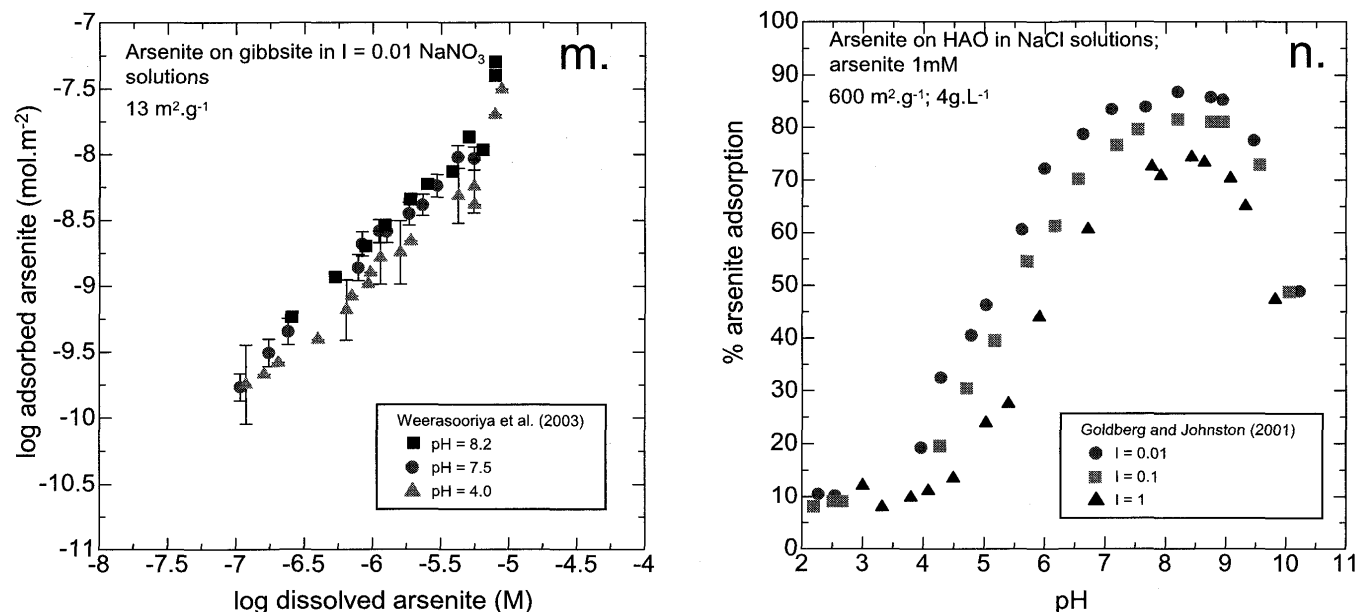 Arsenite on gibbsite in I = 0.01 NaNO₃
solutions
13 m².g⁻¹
m.
-7
-7.5
-8
-8.5
-9
-9.5
-10
-10.5
-11
log adsorbed arsenite (mol.m⁻²)
Weerasooriya et al. (2003)
pH = 8.2
pH = 7.5
pH = 4.0
-8
-7.5
-7
-6.5
-6
-5.5
-5
-4.5
-4
log dissolved arsenite (M)
Arsenite on HAO in NaCl solutions;
arsenite 1mM
600 m².g⁻¹; 4g.L⁻¹
n.
100
90
80
70
60
50
40
30
20
10
0
% arsenite adsorption
Goldberg and Johnston (2001)
I = 0.01
I = 0.1
I = 1
2
3
4
5
6
7
8
9
10
11
pH